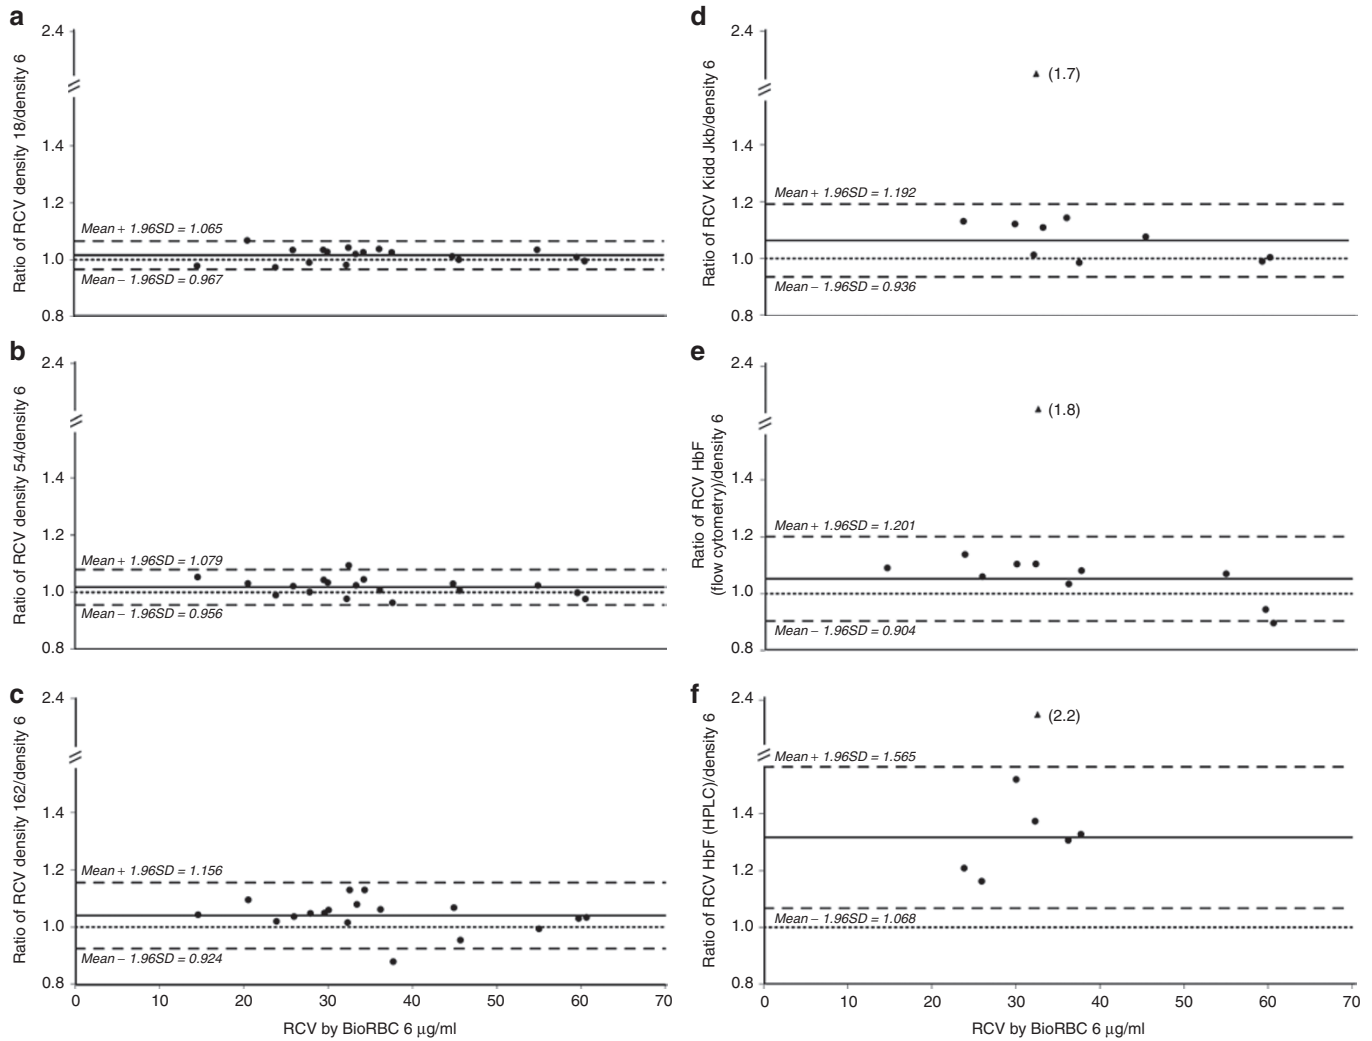 a
Ratio of RCV density 18/density 6
2.4
1.4
1.2
1.0
0.8
Mean + 1.96SD = 1.065
Mean − 1.96SD = 0.967
b
Ratio of RCV density 54/density 6
2.4
1.4
1.2
1.0
0.8
Mean + 1.96SD = 1.079
Mean − 1.96SD = 0.956
c
Ratio of RCV density 162/density 6
2.4
1.4
1.2
1.0
0.8
Mean + 1.96SD = 1.156
Mean − 1.96SD = 0.924
0 10 20 30 40 50 60 70
RCV by BioRBC 6 μg/ml
d
Ratio of RCV Kidd Jkb/density 6
2.4
1.4
1.2
1.0
0.8
(1.7)
Mean + 1.96SD = 1.192
Mean − 1.96SD = 0.936
e
Ratio of RCV HbF
(flow cytometry)/density 6
2.4
1.4
1.2
1.0
0.8
(1.8)
Mean + 1.96SD = 1.201
Mean − 1.96SD = 0.904
f
Ratio of RCV HbF (HPLC)/density 6
2.4
1.4
1.2
1.0
0.8
(2.2)
Mean + 1.96SD = 1.565
Mean − 1.96SD = 1.068
0 10 20 30 40 50 60 70
RCV by BioRBC 6 μg/ml